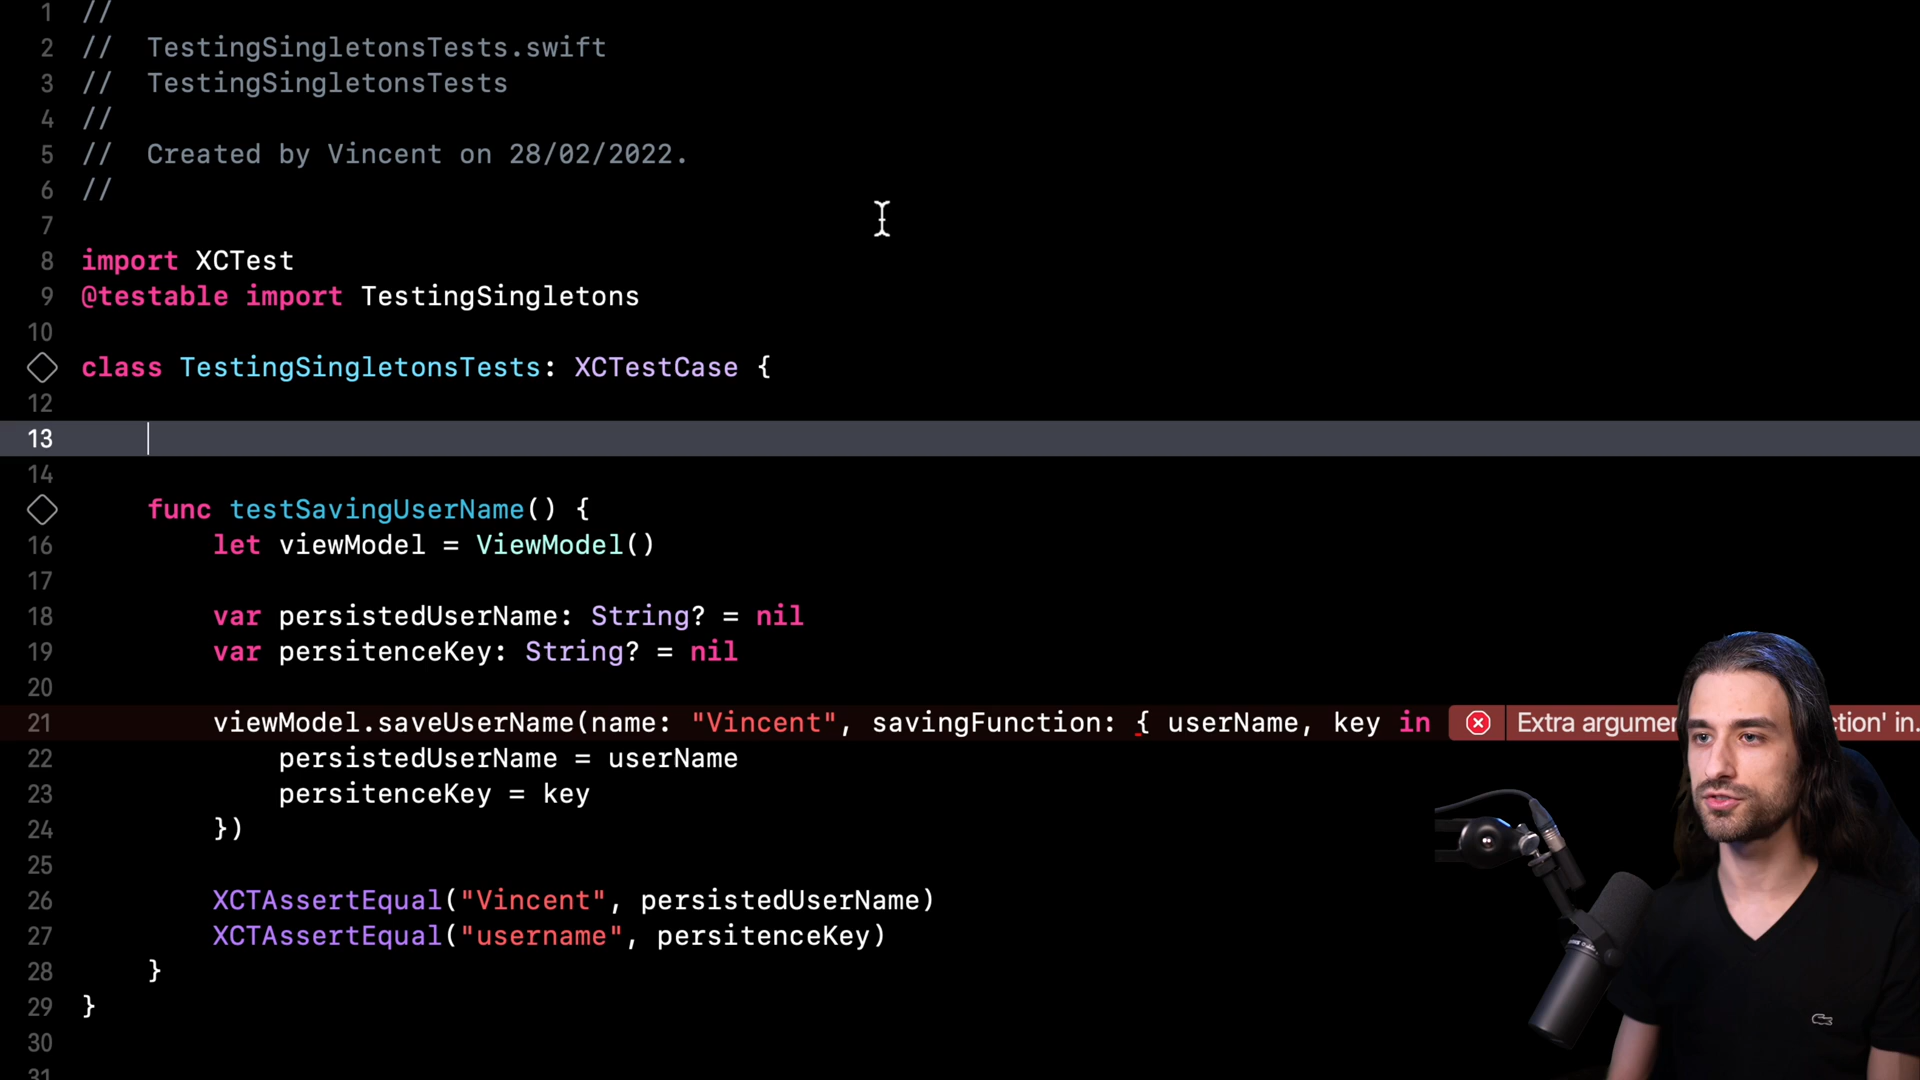 1 //
2 // TestingSingletonsTests.swift
3 // TestingSingletonsTests
4 //
5 // Created by Vincent on 28/02/2022.
6 //
7
8 import XCTest
9 @testable import TestingSingletons
10
class TestingSingletonsTests: XCTestCase {
12
13
14
func testSavingUserName() {
16 let viewModel = ViewModel()
17
18 var persistedUserName: String? = nil
19 var persitenceKey: String? = nil
20
21 viewModel.saveUserName(name: "Vincent", savingFunction: { userName, key in Extra in...
22 persistedUserName = userName
23 persitenceKey = key
24 })
25
26 XCTAssertEqual("Vincent", persistedUserName)
27 XCTAssertEqual("username", persitenceKey)
28 }
29 }
30
31